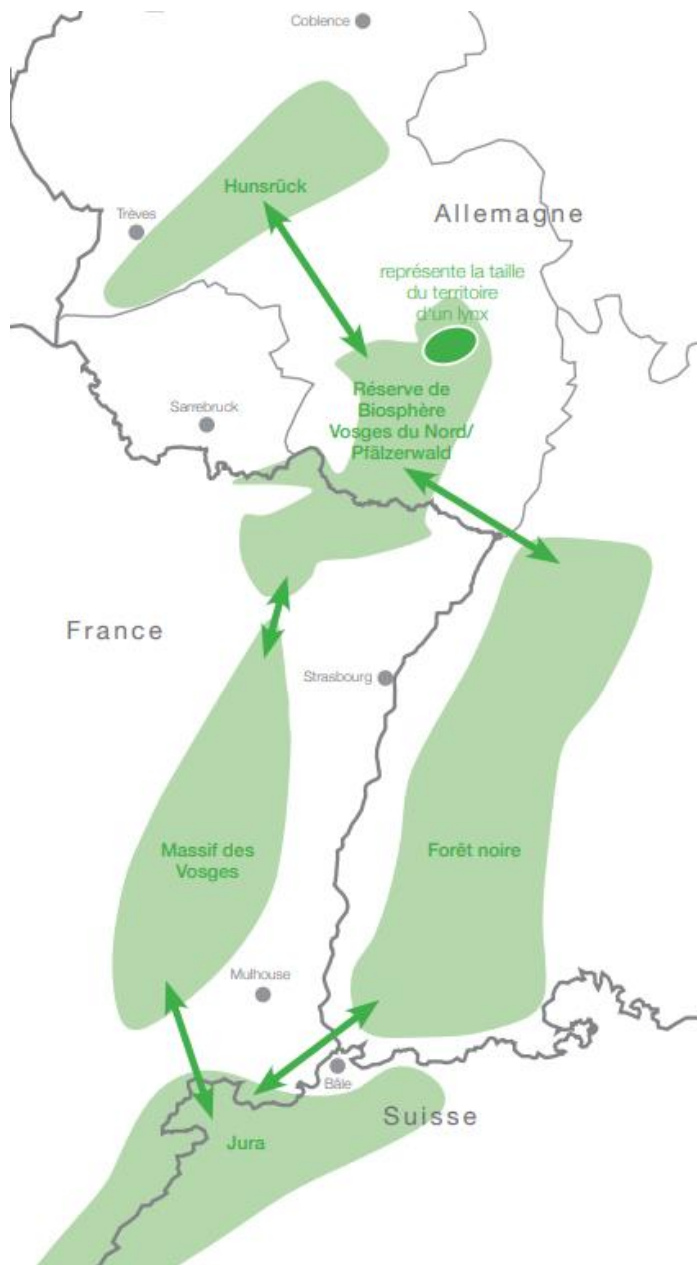 Coblence
Hunsrück
Trèves
Allemagne
représente la taille
du territoire
d'un lynx
Sarrebruck
Réserve de
Biosphère
Vosges du Nord/
Pfälzerwald
France
Strasbourg
Massif des
Vosges
Forêt noire
Mulhouse
Bâle
Suisse
Jura